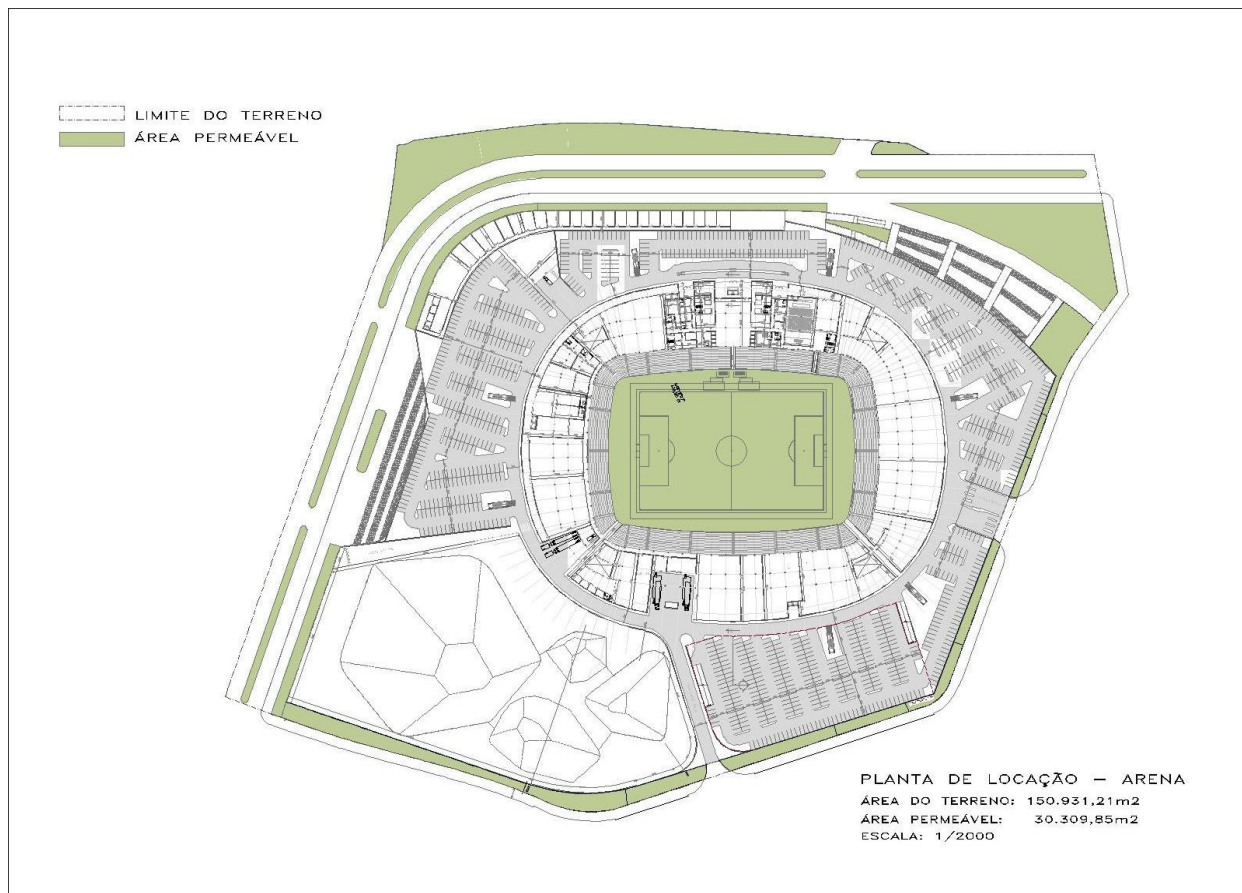 LIMITE DO TERRENO
ÁREA PERMEÁVEL
PLANTA DE LOCAÇÃO – ARENA
ÁREA DO TERRENO: 150.931,21m2
ÁREA PERMEÁVEL: 30.309,85m2
ESCALA: 1/2000